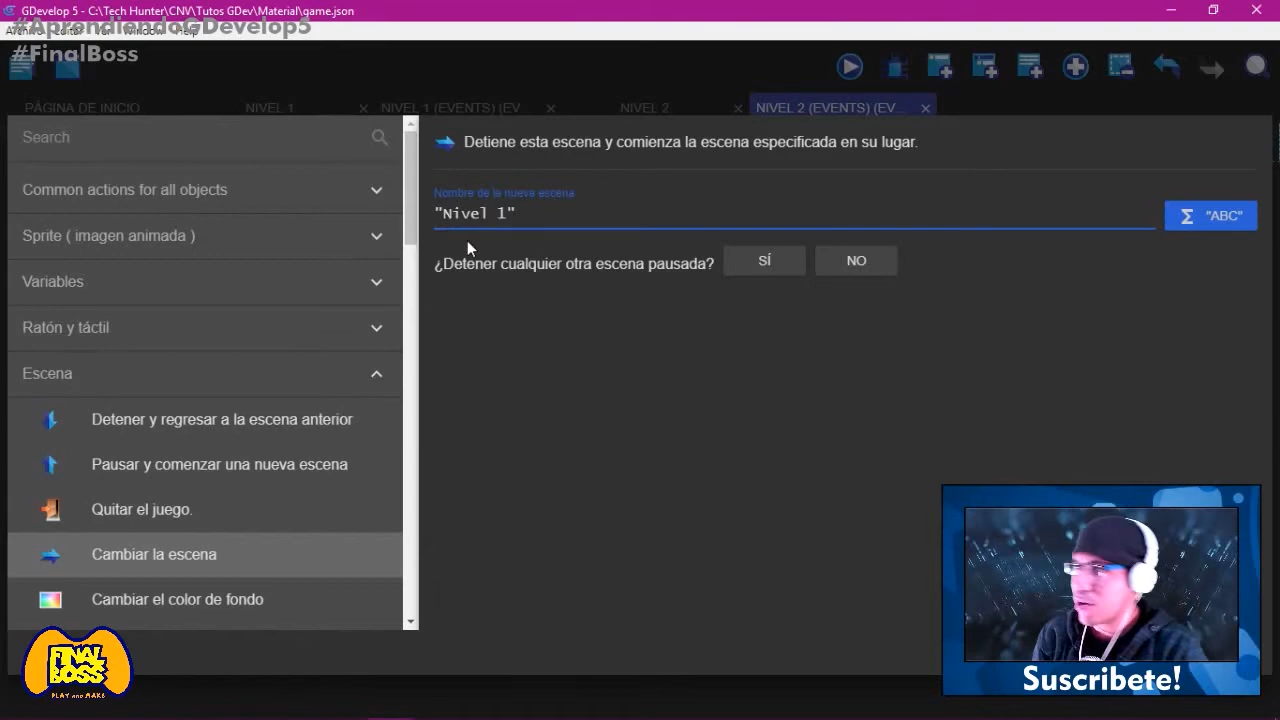 GDevelop 5 - C:\Tech Hunter\CNV\Tutos GDev\Material\game.json
#AprendiendoGDevelop5
Window Help
#FinalBoss
PÁGINA DE INICIO NIVEL 1 × NIVEL 1 (EVENTS) (EV... × NIVEL 2 × NIVEL 2 (EVENTS) (EV... ×
Search
Detiene esta escena y comienza la escena especificada en su lugar.
Common actions for all objects
Nombre de la nueva escena
"Nivel 1"
Σ "ABC"
Sprite ( imagen animada )
¿Detener cualquier otra escena pausada? SÍ NO
Variables
Ratón y táctil
Escena
Detener y regresar a la escena anterior
Pausar y comenzar una nueva escena
Quitar el juego.
Cambiar la escena
Cambiar el color de fondo
FINAL
BOSS
PLAY and MAKE
Suscribete!